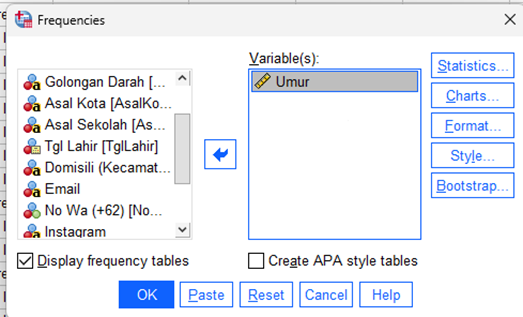 Frequencies
Variable(s):
Golongan Darah [...
Asal Kota [AsalKo...
Asal Sekolah [As...
Tgl Lahir [TglLahir]
Domisili (Kecamat...
Email
No Wa (+62) [No...
Instagram
Umur
Statistics...
Charts...
Format...
Style...
Bootstrap...
Display frequency tables
Create APA style tables
OK
Paste
Reset
Cancel
Help